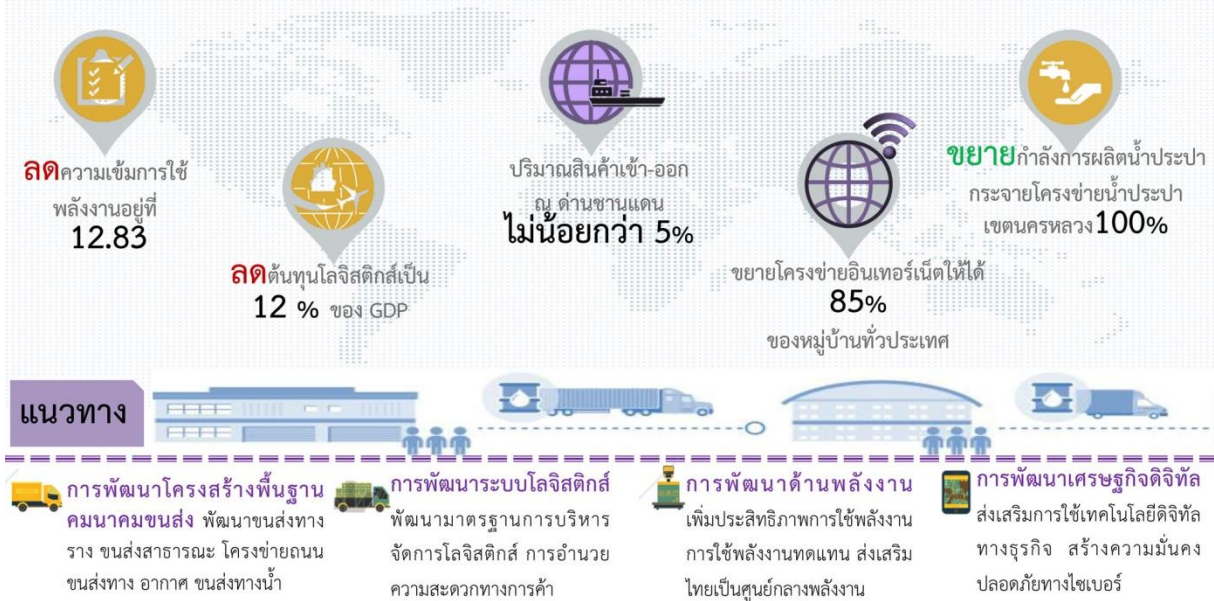 ลดความเข้มการใช้
พลังงานอยู่ที่
12.83
ลดต้นทุนโลจิสติกส์เป็น
12 % ของ GDP
ปริมาณสินค้าเข้า-ออก
ณ ด่านชานแดน
ไม่น้อยกว่า 5%
ขยายโครงข่ายอินเทอร์เน็ตให้ได้
85%
ของหมู่บ้านทั่วประเทศ
ขยายกำลังการผลิตน้ำประปา
กระจายโครงข่ายน้ำประปา
เขตนครหลวง100%
แนวทาง
การพัฒนาโครงสร้างพื้นฐาน
คมนาคมขนส่ง พัฒนาขนส่งทาง
ราง ขนส่งสาธารณะ โครงข่ายถนน
ขนส่งทาง อากาศ ขนส่งทางน้ำ
การพัฒนาระบบโลจิสติกส์
พัฒนามาตรฐานการบริหาร
จัดการโลจิสติกส์ การอำนวย
ความสะดวกทางการค้า
การพัฒนาด้านพลังงาน
เพิ่มประสิทธิภาพการใช้พลังงาน
การใช้พลังงานทดแทน ส่งเสริม
ไทยเป็นศูนย์กลางพลังงาน
การพัฒนาเศรษฐกิจดิจิทัล
ส่งเสริมการใช้เทคโนโลยีดิจิทัล
ทางธุรกิจ สร้างความมั่นคง
ปลอดภัยทางไซเบอร์